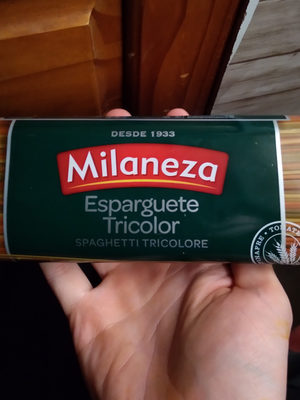 DESDE 1933
Milaneza
Esparguete
Tricolor
SPAGHETTI TRICOLORE